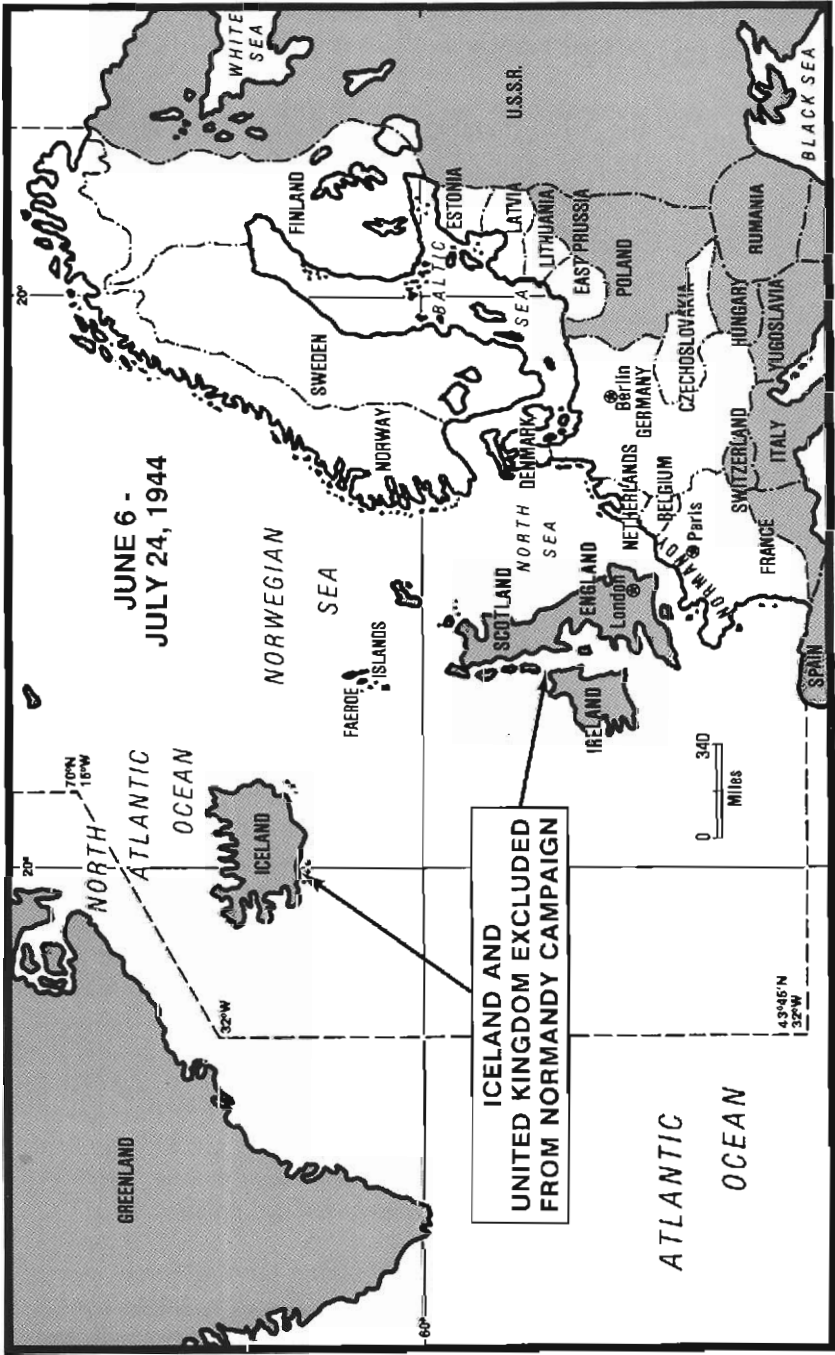 JUNE 6 -
JULY 24, 1944
WHITE
SEA
20°
70°N
15°W
20°
NORTH
ATLANTIC
OCEAN
GREENLAND
32°W
ICELAND
NORWEGIAN
SEA
FAEROE
ISLANDS
NORWAY
SWEDEN
FINLAND
U.S.S.R.
60°
ESTONIA
LATVIA
LITHUANIA
EAST PRUSSIA
BALTIC
SEA
POLAND
DENMARK
NORTH
SEA
SCOTLAND
ENGLAND
London
IRELAND
NETHERLANDS
BELGIUM
Berlin
GERMANY
CZECHOSLOVAKIA
HUNGARY
RUMANIA
YUGOSLAVIA
BLACK SEA
SWITZERLAND
ITALY
NORMANDY
Paris
FRANCE
SPAIN
ICELAND AND
UNITED KINGDOM EXCLUDED
FROM NORMANDY CAMPAIGN
0 340
Miles
43°45'N
32°W
ATLANTIC
OCEAN